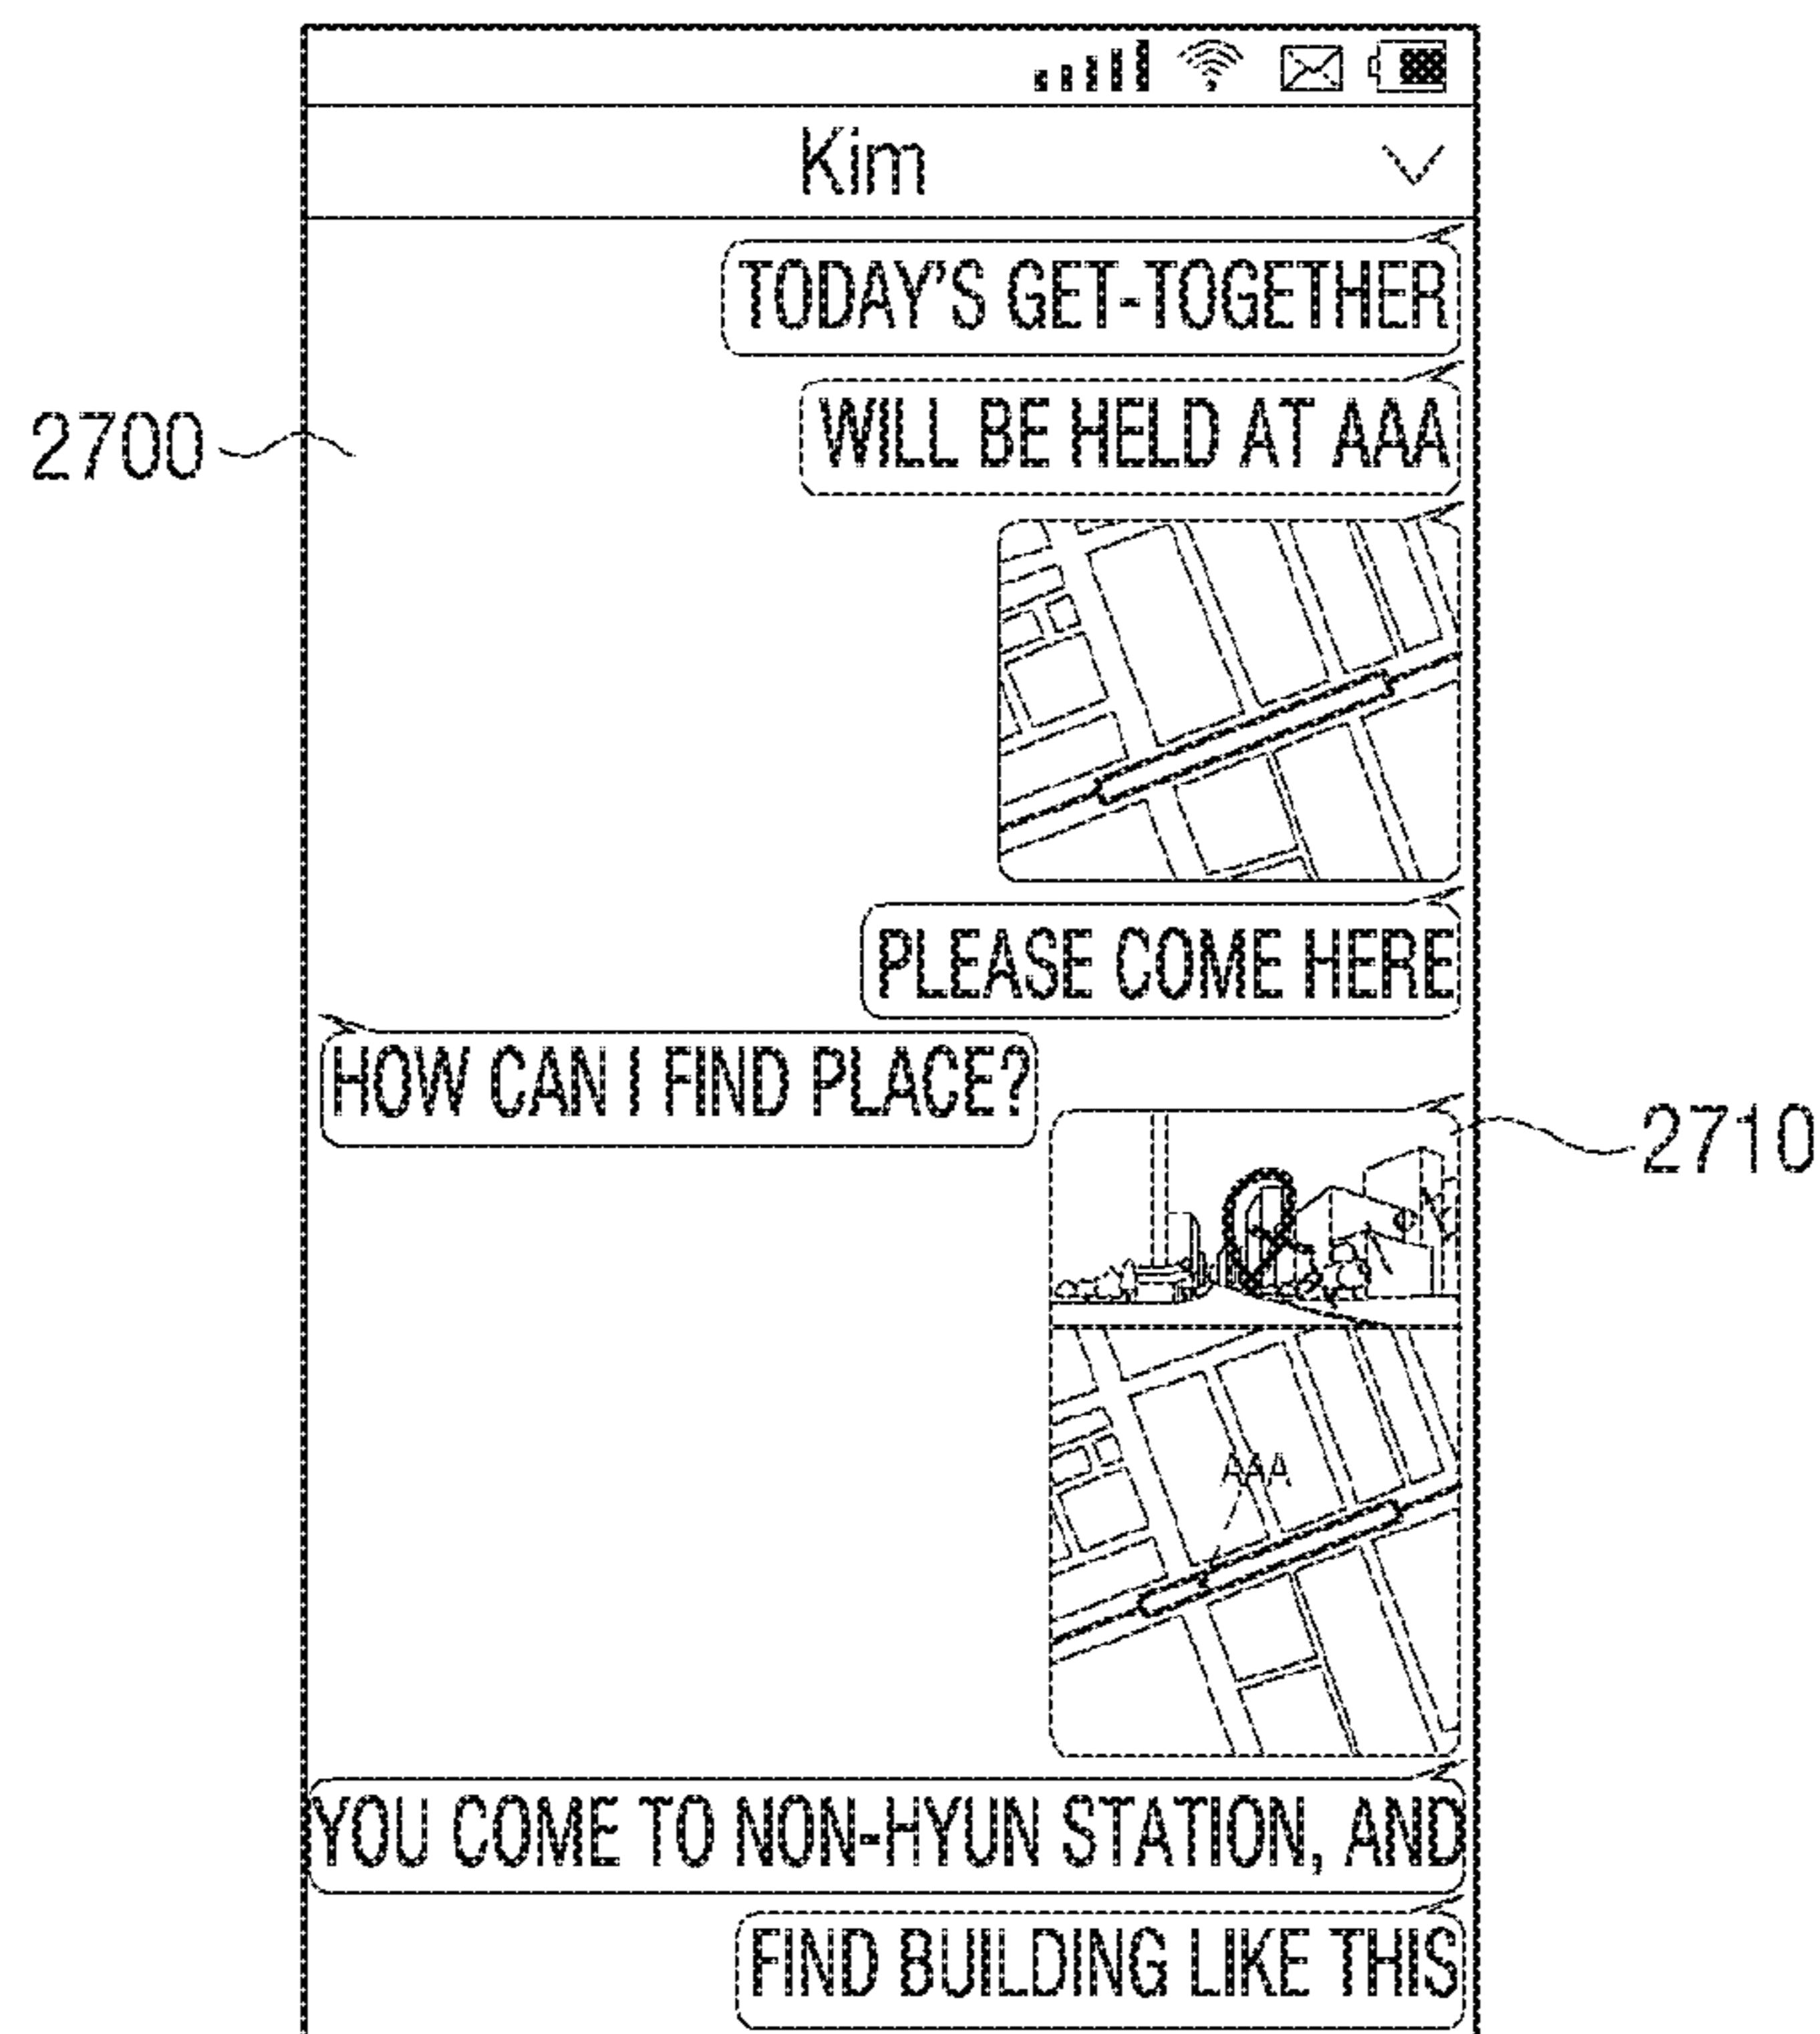 Kim
TODAY'S GET-TOGETHER
2700
WILL BE HELD AT AAA
PLEASE COME HERE
HOW CAN I FIND PLACE?
2710
AAA
YOU COME TO NON-HYUN STATION, AND
FIND BUILDING LIKE THIS